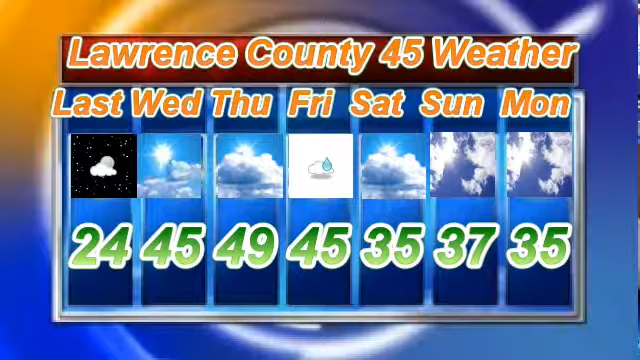 Lawrence County 45 Weather
Last Wed Thu Fri Sat Sun Mon
24 45 49 45 35 37 35